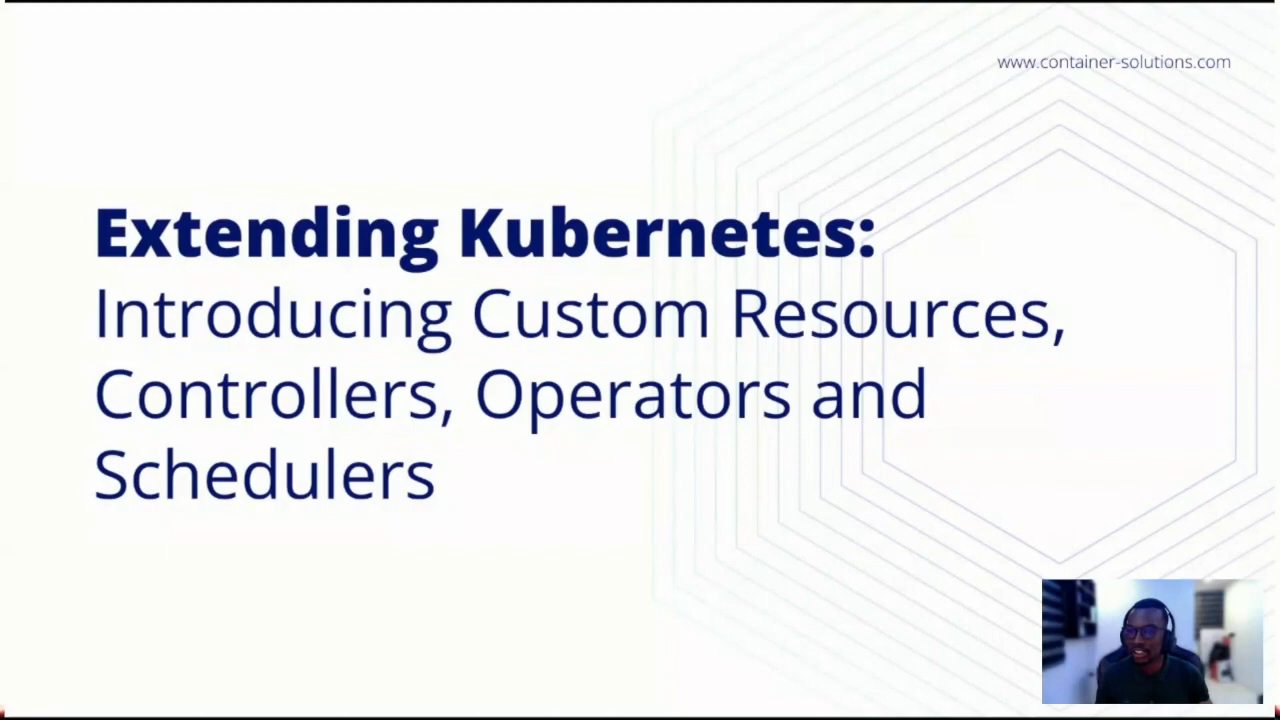 www.container-solutions.com
Extending Kubernetes:
Introducing Custom Resources,
Controllers, Operators and
Schedulers